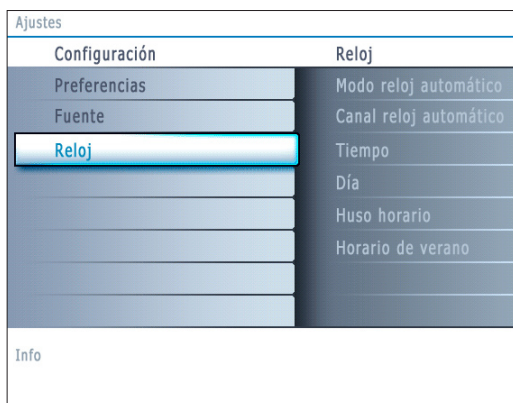 Ajustes
Configuración
Reloj
Preferencias
Modo reloj automático
Fuente
Canal reloj automático
Reloj
Tiempo
Día
Huso horario
Horario de verano
Info